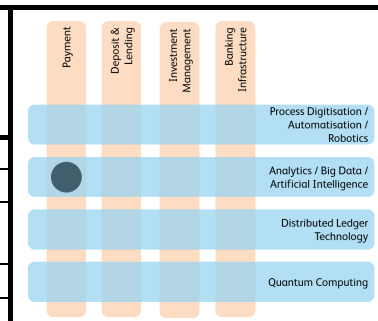 Payment
Deposit &
Lending
Investment
Management
Banking
Infrastructure
Process Digitisation /
Automatisation /
Robotics
Analytics / Big Data /
Artificial Intelligence
Distributed Ledger
Technology
Quantum Computing